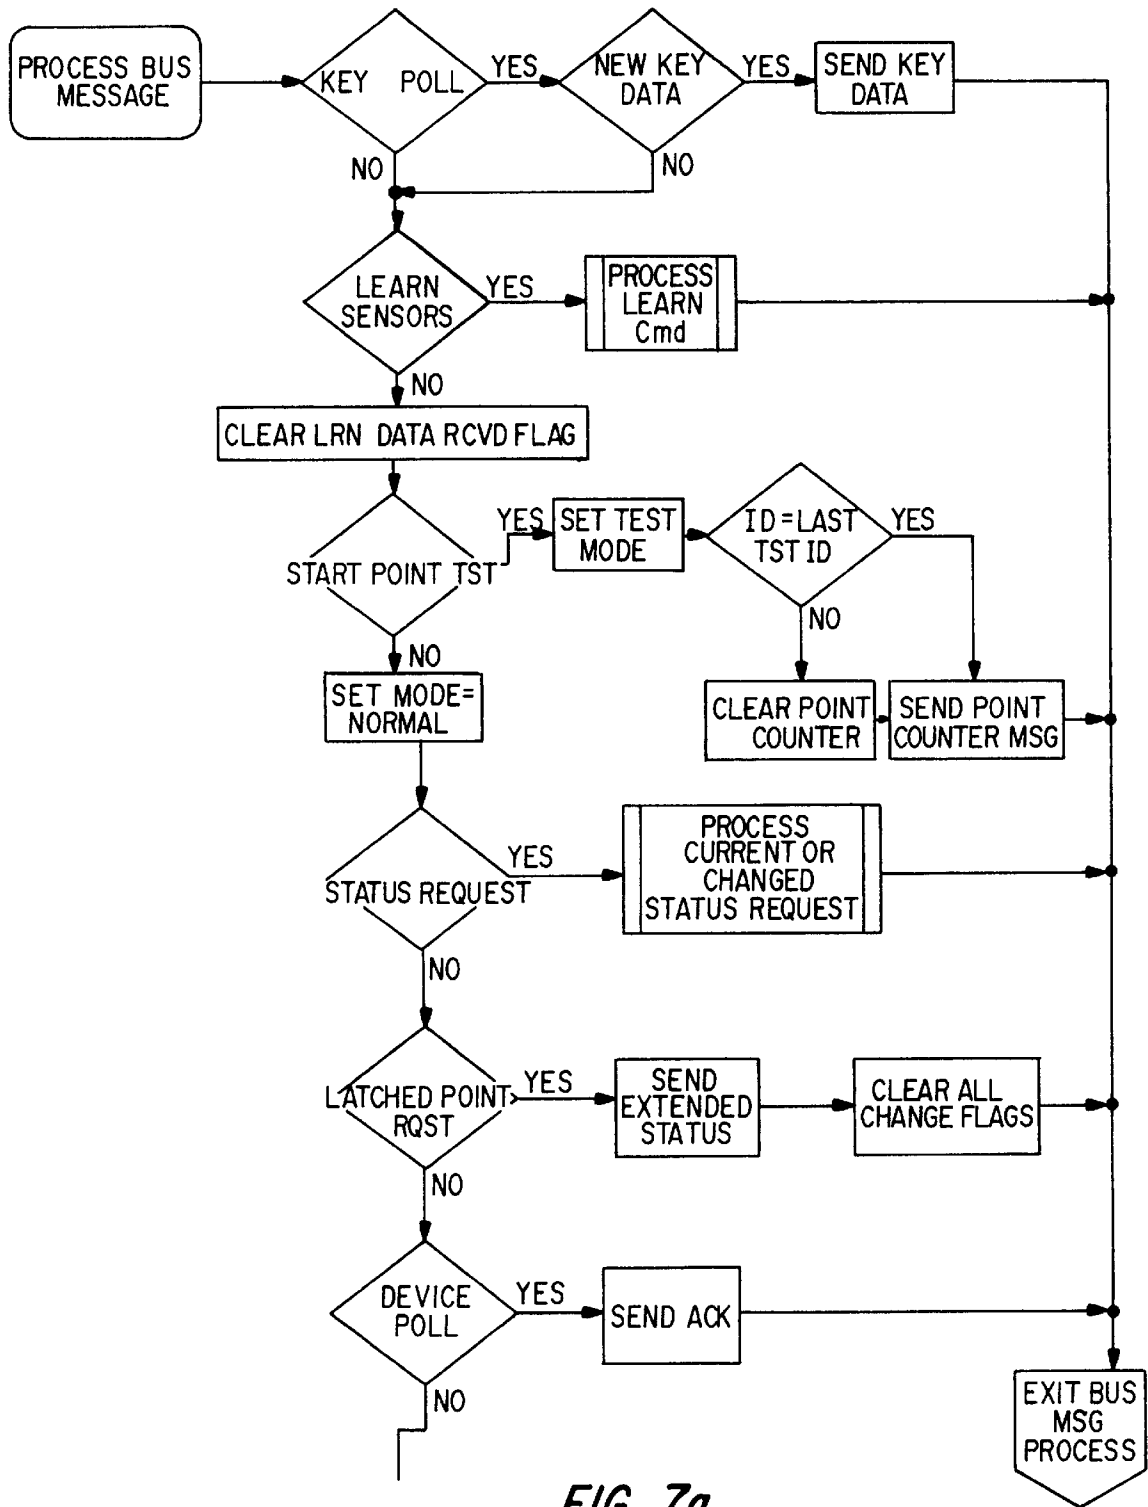 PROCESS BUS
MESSAGE
KEY POLL
YES
NEW KEY
DATA
YES
SEND KEY
DATA
NO
NO
LEARN
SENSORS
YES
PROCESS
LEARN
Cmd
NO
CLEAR LRN DATA RCVD FLAG
START POINT TST
YES
SET TEST
MODE
ID=LAST
TST ID
YES
NO
NO
SET MODE=
NORMAL
CLEAR POINT
COUNTER
SEND POINT
COUNTER MSG
STATUS REQUEST
YES
PROCESS
CURRENT OR
CHANGED
STATUS REQUEST
NO
LATCHED POINT
RQST
YES
SEND
EXTENDED
STATUS
CLEAR ALL
CHANGE FLAGS
NO
DEVICE
POLL
YES
SEND ACK
NO
EXIT BUS
MSG
PROCESS
FIG. 7a